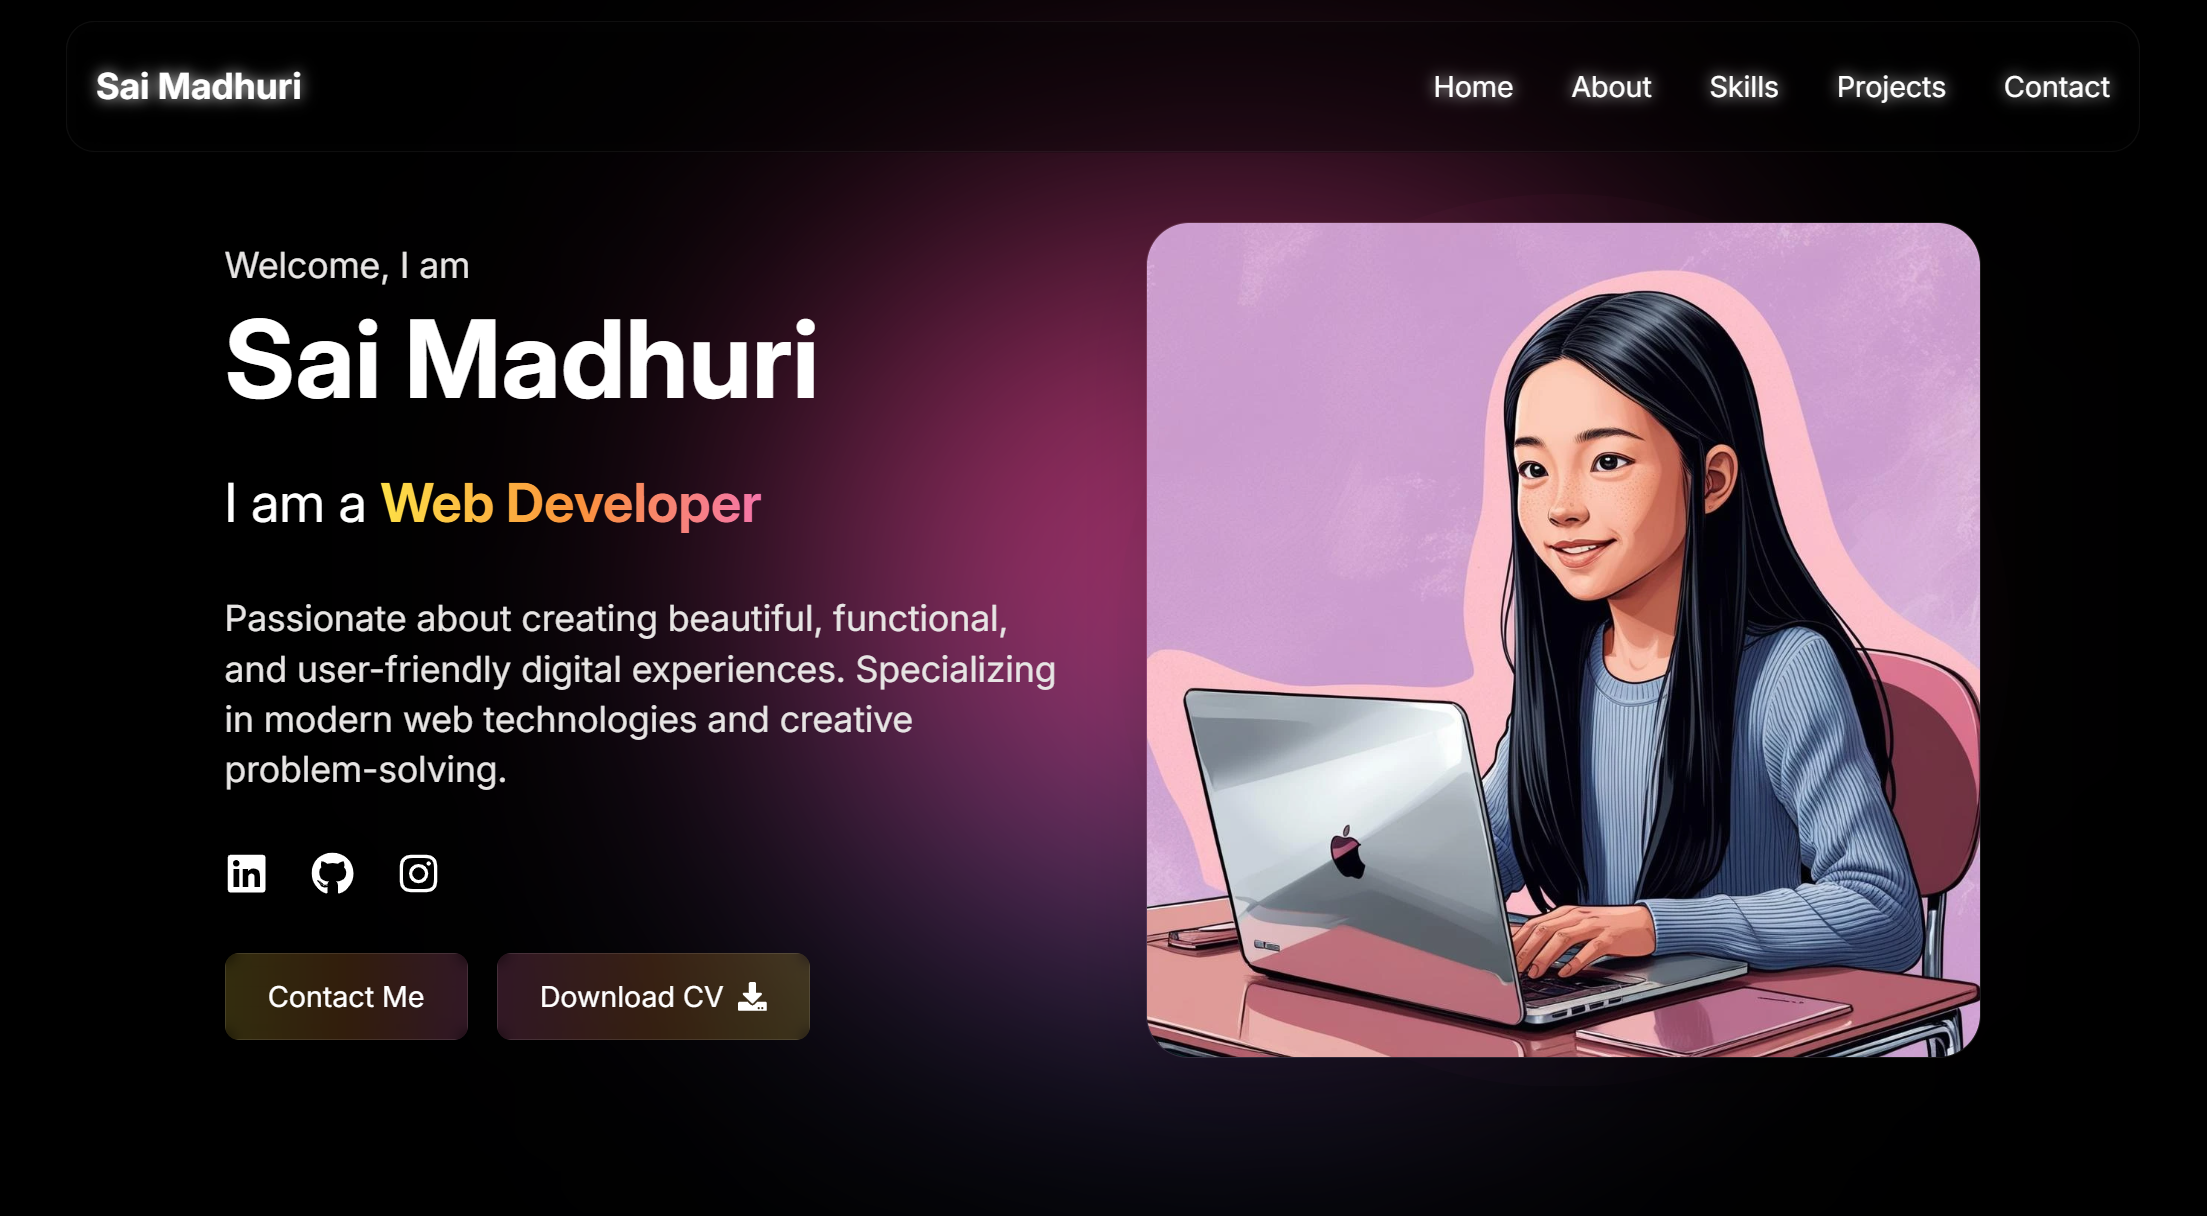 Sai Madhuri
Home About Skills Projects Contact
Welcome, I am
Sai Madhuri
I am a Web Developer
Passionate about creating beautiful, functional,
and user-friendly digital experiences. Specializing
in modern web technologies and creative
problem-solving.
in
Contact Me
Download CV